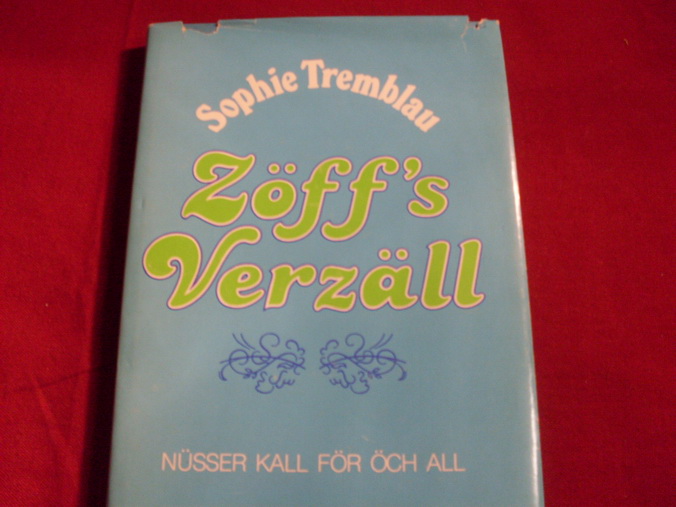 Sophie Tremblau
Zöff's
Verzäll
NÜSSER KALL FÖR ÖCH ALL